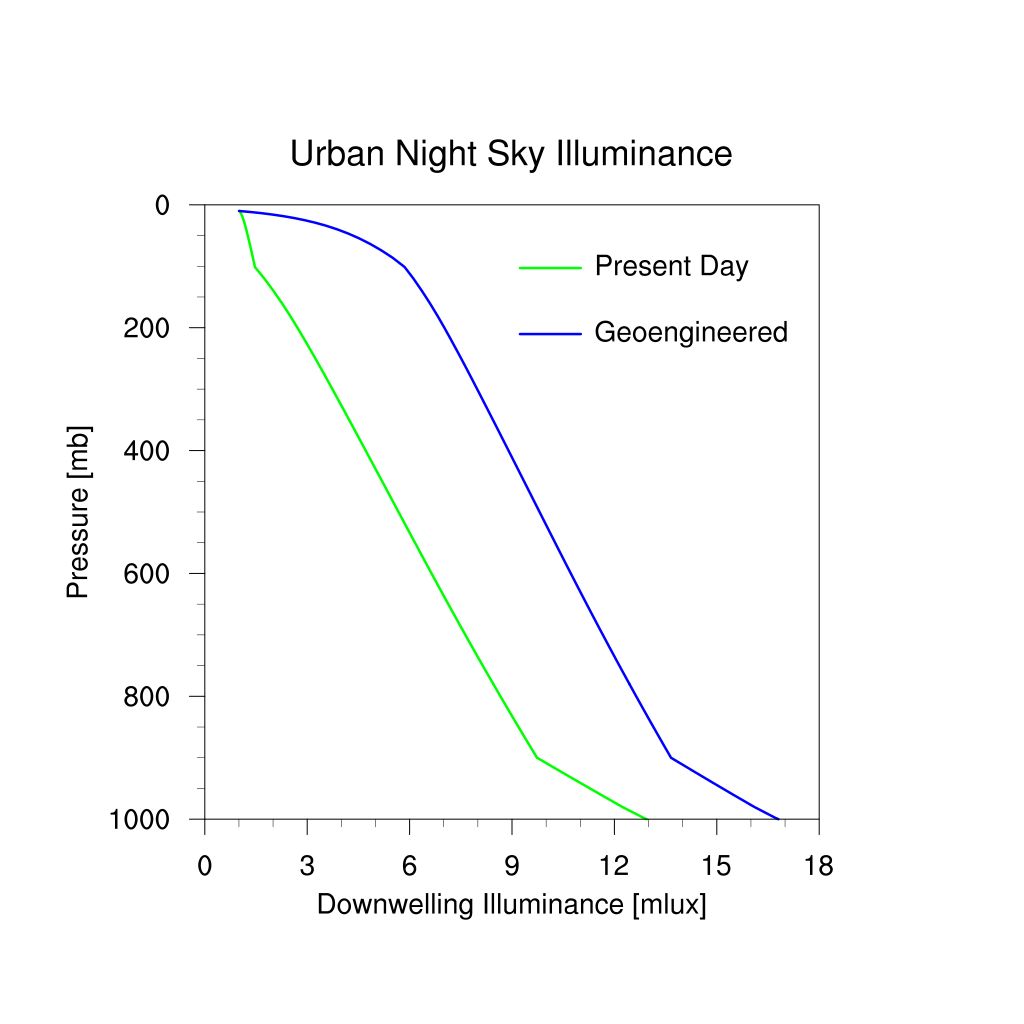 Urban Night Sky Illuminance
0
200
400
600
800
1000
Pressure [mb]
Present Day
Geoengineered
0 3 6 9 12 15 18
Downwelling Illuminance [mlux]